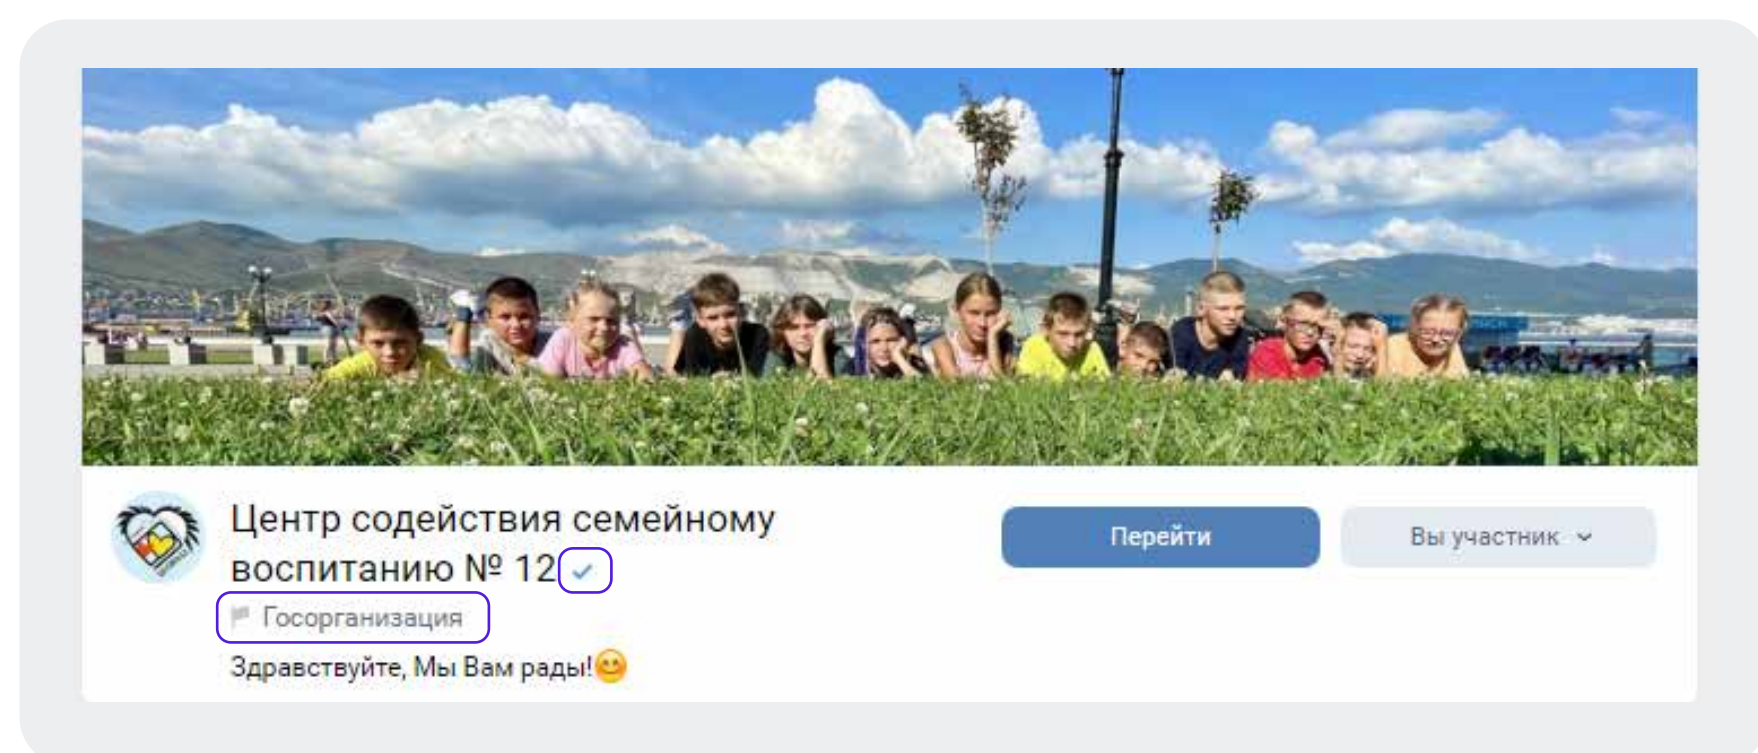 Центр содействия семейному
воспитанию № 12
Госорганизация
Здравствуйте, Мы Вам рады!😊
Перейти
Вы участник